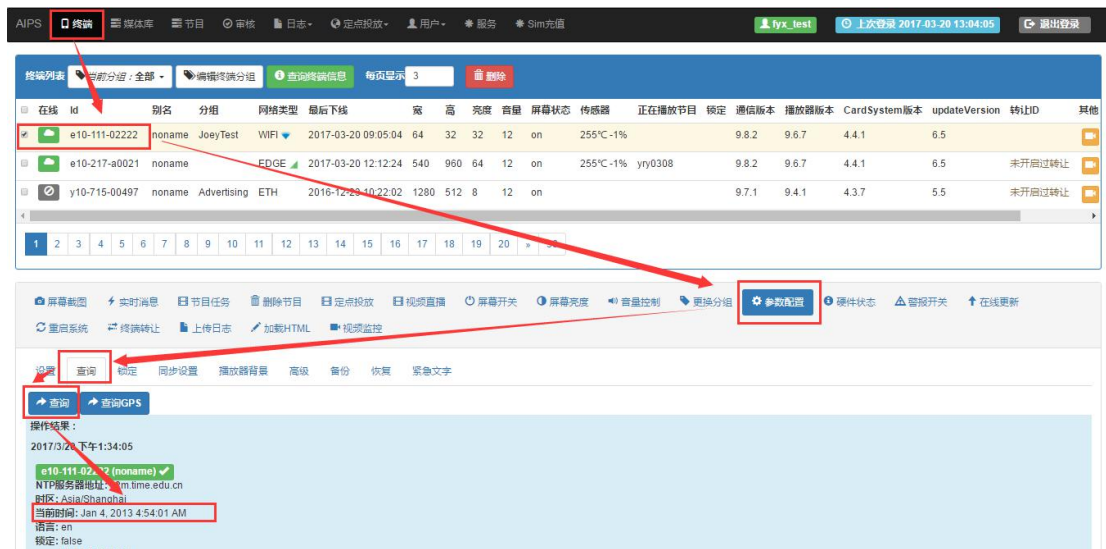 AIPS 终端 媒体库 节目 审核 日志 定点投放 用户 服务 Sim充值 fyx_test 上次登录 2017-03-20 13:04:05 退出登录
终端列表 当前分组：全部 编辑终端分组 查询终端信息 每页显示 3 删除
在线 Id 别名 分组 网络类型 最后下线 宽 高 亮度 音量 屏幕状态 传感器 正在播放节目 锁定 通信版本 播放器版本 CardSystem版本 updateVersion 转让ID 其他
e10-111-02222 noname JoeyTest WIFI 2017-03-20 09:05:04 64 32 32 12 on 255℃ -1% 9.8.2 9.6.7 4.4.1 6.5
e10-217-a0021 noname EDGE 2017-03-20 12:12:24 540 960 64 12 on 255℃ -1% yry0308 9.8.2 9.6.7 4.4.1 6.5 未开启过转让
y10-715-00497 noname Advertising ETH 2016-12-29 10:22:02 1280 512 8 12 on 9.7.1 9.4.1 4.3.7 5.5 未开启过转让
1 2 3 4 5 6 7 8 9 10 11 12 13 14 15 16 17 18 19 20 »
屏幕截图 实时消息 节目任务 删除节目 定点投放 视频直播 屏幕开关 屏幕亮度 音量控制 更换分组 参数配置 硬件状态 警报开关 在线更新
重启系统 终端转让 上传日志 加载HTML 视频监控
设置 查询 锁定 同步设置 播放器背景 高级 备份 恢复 紧急文字
查询 查询GPS
操作结果：
2017/3/20 下午1:34:05
e10-111-02222 (noname)
NTP服务器地址: m.time.edu.cn
时区: Asia/Shanghai
当前时间: Jan 4, 2013 4:54:01 AM
语言: en
锁定: false